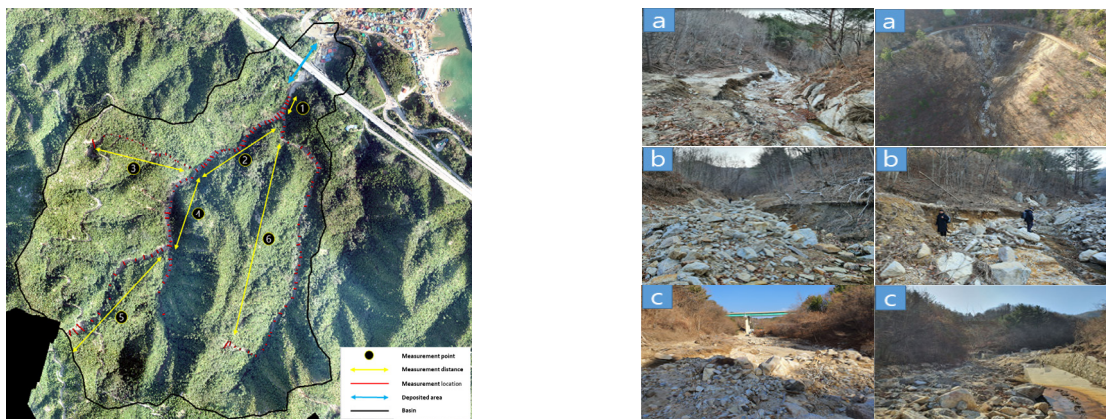 ①
②
③
④
⑥
⑤
Measurement point
Measurement distance
Measurement location
Deposited area
Basin
a
a
b
b
c
c